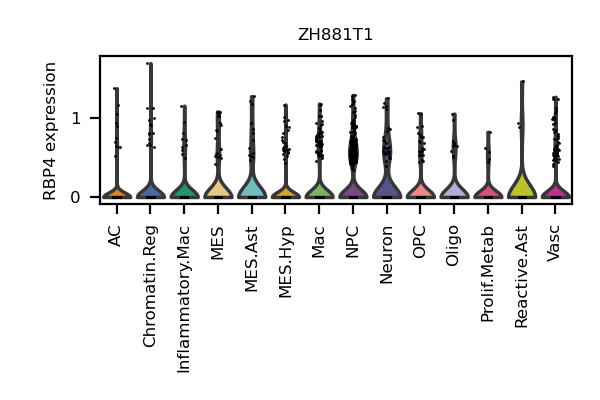 ZH881T1
RBP4 expression
1
0
AC
Chromatin.Reg
Inflammatory.Mac
MES
MES.Ast
MES.Hyp
Mac
NPC
Neuron
OPC
Oligo
Prolif.Metab
Reactive.Ast
Vasc